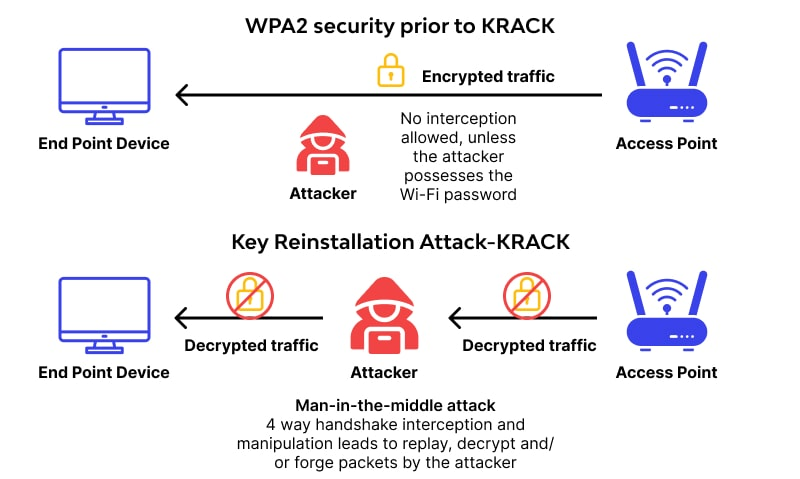 WPA2 security prior to KRACK
Encrypted traffic
End Point Device
Attacker
No interception
allowed, unless
the attacker
possesses the
Wi-Fi password
Access Point
Key Reinstallation Attack-KRACK
Decrypted traffic
Decrypted traffic
End Point Device
Attacker
Access Point
Man-in-the-middle attack
4 way handshake interception and
manipulation leads to replay, decrypt and/
or forge packets by the attacker